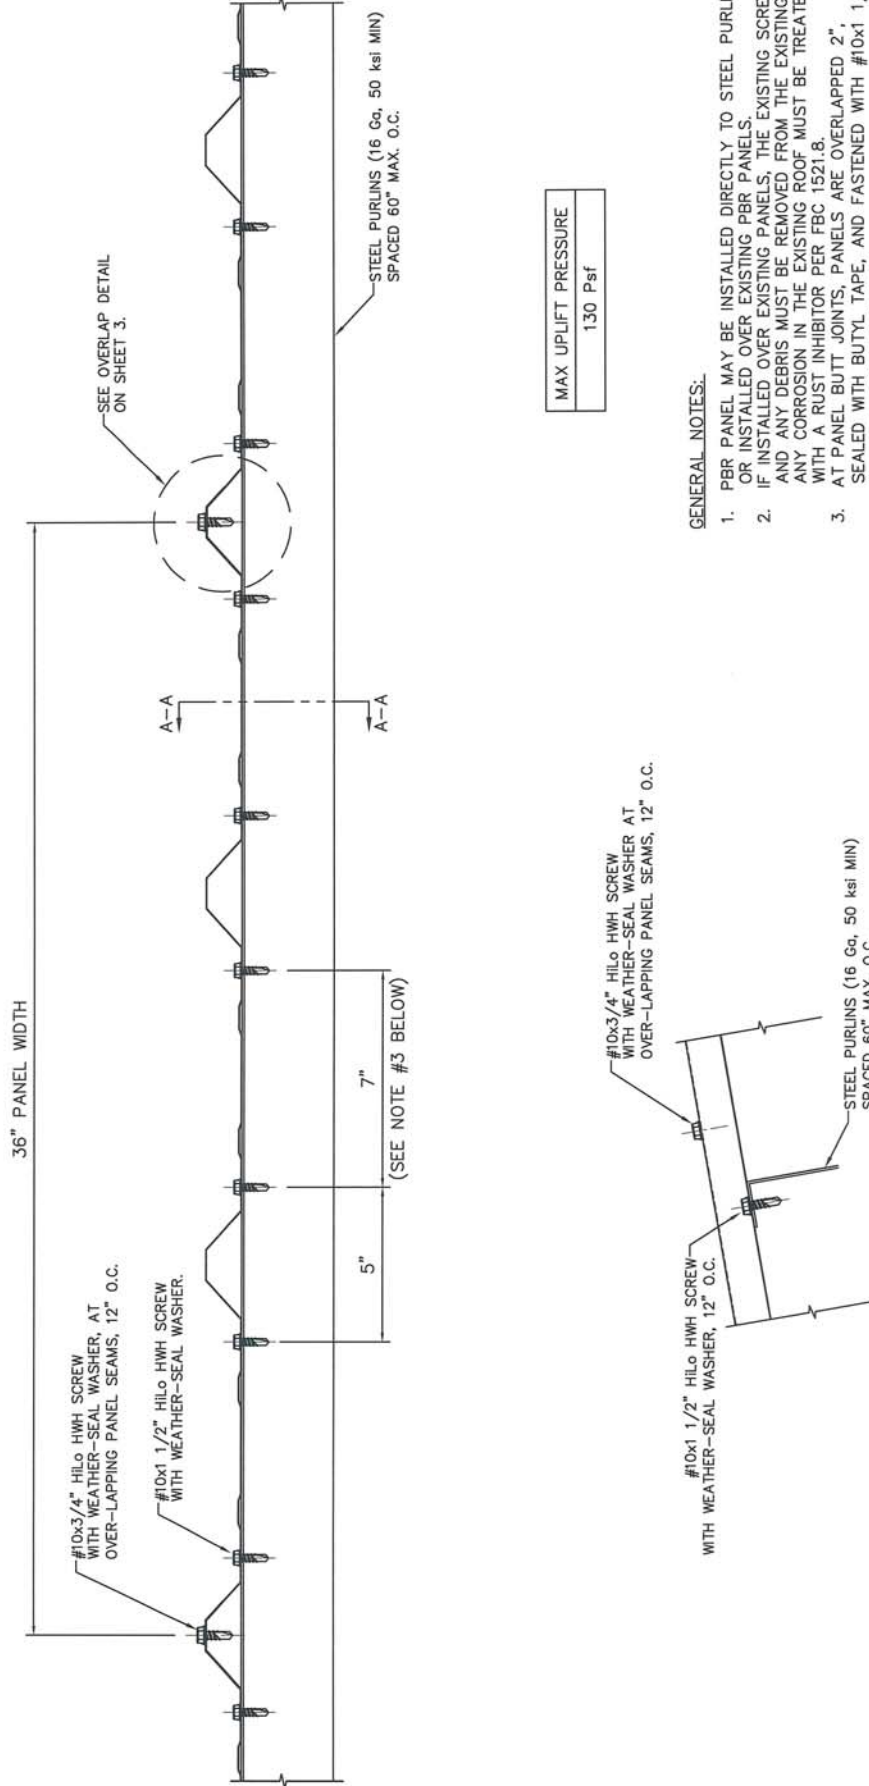 36" PANEL WIDTH
#10x3/4" HiLo HWH SCREW
WITH WEATHER-SEAL WASHER, AT
OVER-LAPPING PANEL SEAMS, 12" O.C.
#10x1 1/2" HiLo HWH SCREW
WITH WEATHER-SEAL WASHER.
SEE OVERLAP DETAIL
ON SHEET 3.
A-A
A-A
5"
7"
(SEE NOTE #3 BELOW)
STEEL PURLINS (16 Ga, 50 ksi MIN)
SPACED 60" MAX. O.C.
#10x1 1/2" HiLo HWH SCREW
WITH WEATHER-SEAL WASHER, 12" O.C.
#10x3/4" HiLo HWH SCREW
WITH WEATHER-SEAL WASHER AT
OVER-LAPPING PANEL SEAMS, 12" O.C.
STEEL PURLINS (16 Ga, 50 ksi MIN)
SPACED 60" MAX. O.C.
MAX UPLIFT PRESSURE
130 Psf
GENERAL NOTES:
1. PBR PANEL MAY BE INSTALLED DIRECTLY TO STEEL PURLI
OR INSTALLED OVER EXISTING PBR PANELS.
2. IF INSTALLED OVER EXISTING PANELS, THE EXISTING SCRE
AND ANY DEBRIS MUST BE REMOVED FROM THE EXISTING
ANY CORROSION IN THE EXISTING ROOF MUST BE TREATE
WITH A RUST INHIBITOR PER FBC 1521.8.
3. AT PANEL BUTT JOINTS, PANELS ARE OVERLAPPED 2",
SEALED WITH BUTYL TAPE, AND FASTENED WITH #10x1 1/